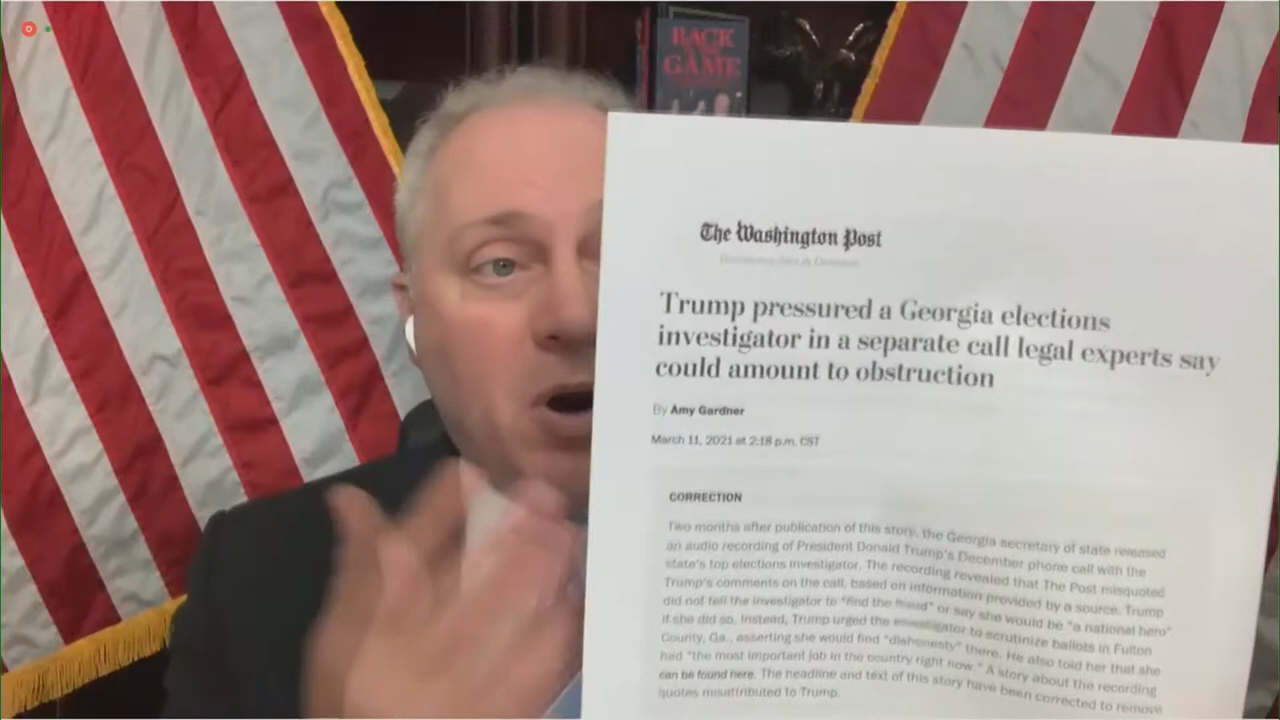 BACK
GAME
The Washington Post
Democracy Dies in Darkness
Trump pressured a Georgia elections
investigator in a separate call legal experts say
could amount to obstruction
By Amy Gardner
March 11, 2021 at 2:18 p.m. CST
CORRECTION
Two months after publication of this story, the Georgia secretary of state released
an audio recording of President Donald Trump's December phone call with the
state's top elections investigator. The recording revealed that The Post misquoted
Trump's comments on the call, based on information provided by a source. Trump
did not tell the investigator to "find the fraud" or say she would be "a national hero"
if she did so. Instead, Trump urged the investigator to scrutinize ballots in Fulton
County, Ga., asserting she would find "dishonesty" there. He also told her that she
had "the most important job in the country right now." A story about the recording
can be found here. The headline and text of this story have been corrected to remove
quotes misattributed to Trump.